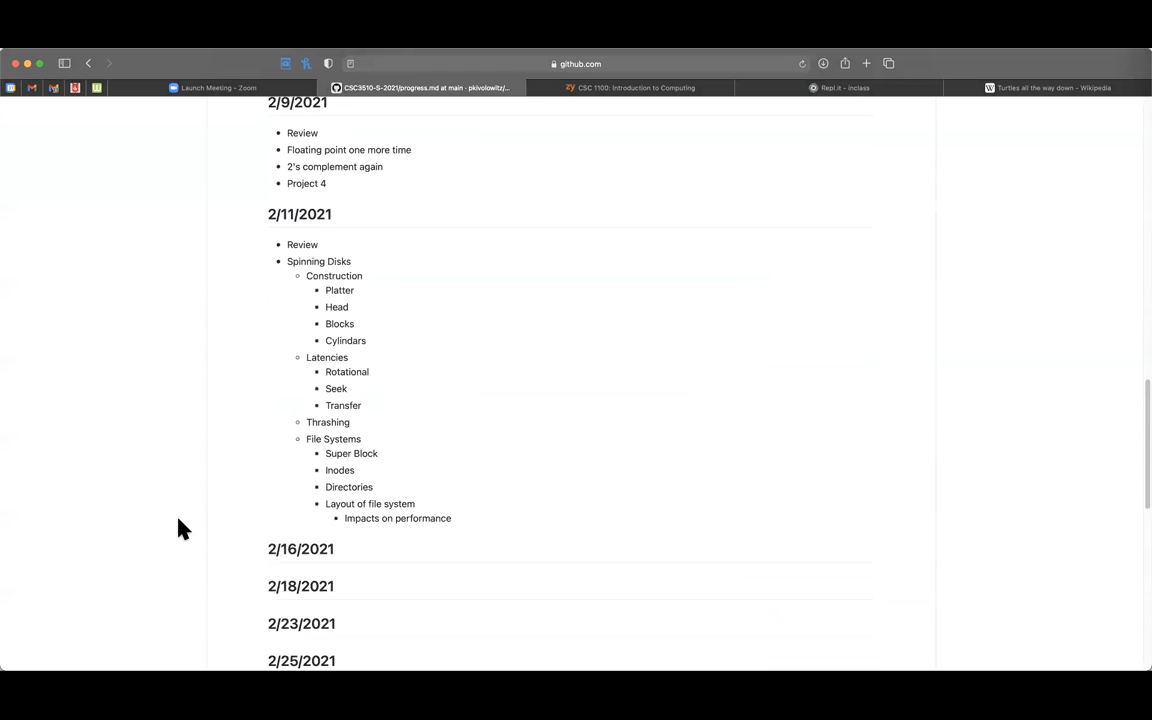 github.com
Launch Meeting - Zoom
CSC3510-S-2021/progress.md at main · pkivolowitz/...
CSC 1100: Introduction to Computing
Repl.it - inclass
Turtles all the way down - Wikipedia
2/9/2021
Review
Floating point one more time
2's complement again
Project 4
2/11/2021
Review
Spinning Disks
Construction
Platter
Head
Blocks
Cylindars
Latencies
Rotational
Seek
Transfer
Thrashing
File Systems
Super Block
Inodes
Directories
Layout of file system
Impacts on performance
2/16/2021
2/18/2021
2/23/2021
2/25/2021